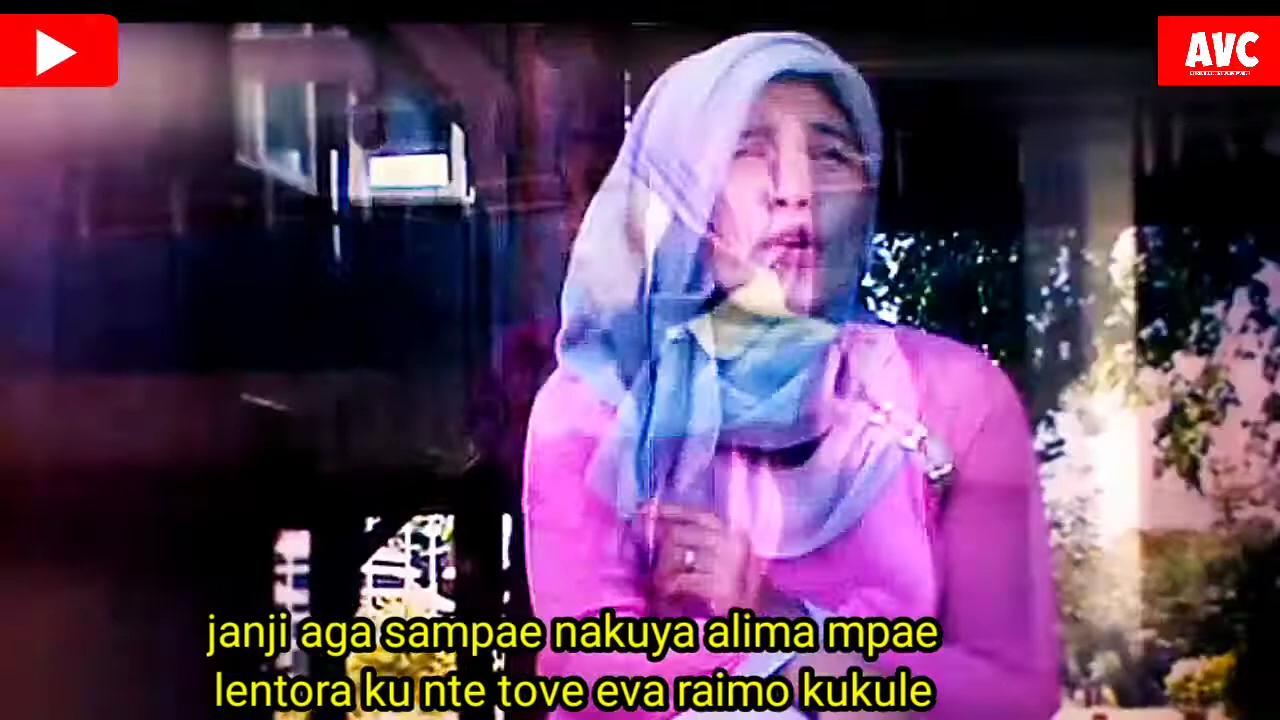 AVC
janji aga sampae nakuya alima mpae
lentora ku nte tove eva raimo kukule